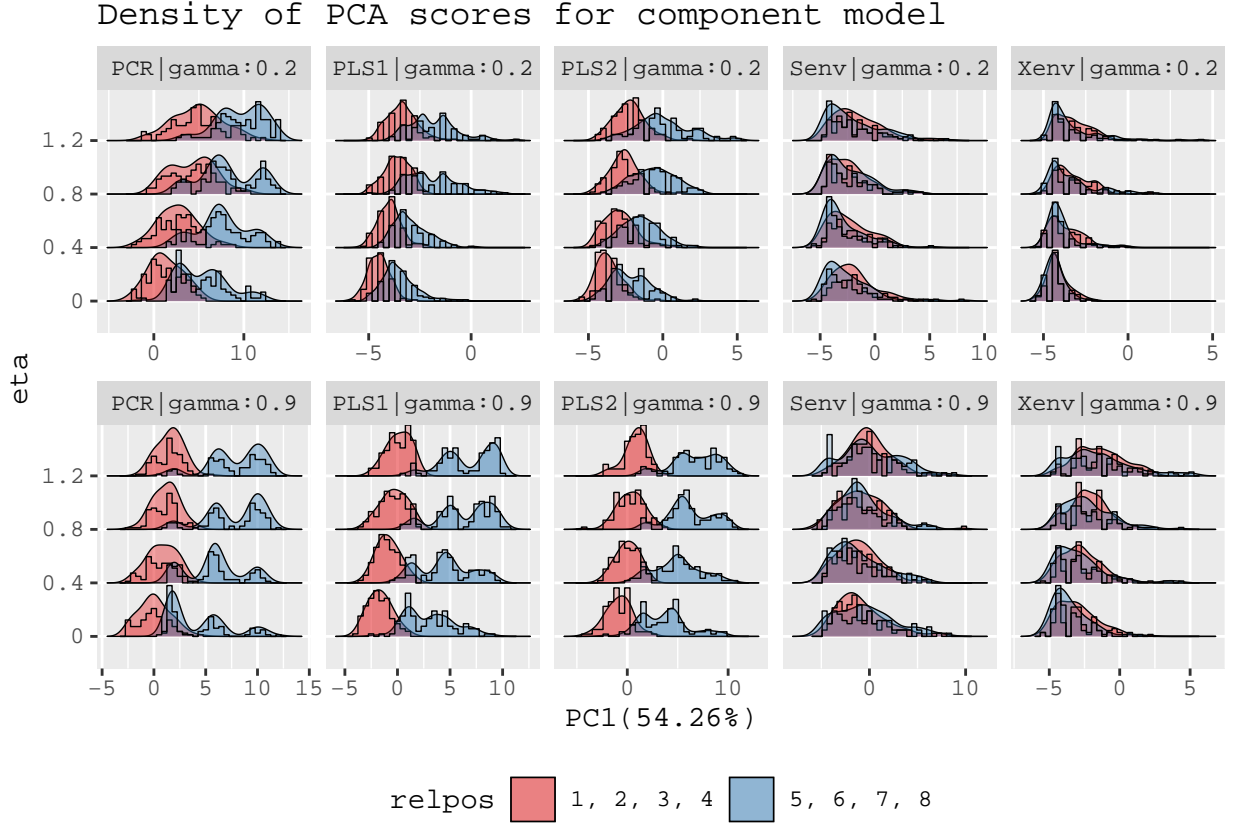 Density of PCA scores for component model
PCR|gamma:0.2 PLS1|gamma:0.2 PLS2|gamma:0.2 Senv|gamma:0.2 Xenv|gamma:0.2
1.2
0.8
0.4
0
0 10 −5 0 −5 0 5 −5 0 5 10 −5 0 5
eta
PCR|gamma:0.9 PLS1|gamma:0.9 PLS2|gamma:0.9 Senv|gamma:0.9 Xenv|gamma:0.9
1.2
0.8
0.4
0
−5 0 5 10 15 −5 0 5 10 0 10 0 10 −5 0 5
PC1(54.26%)
relpos 1, 2, 3, 4 5, 6, 7, 8